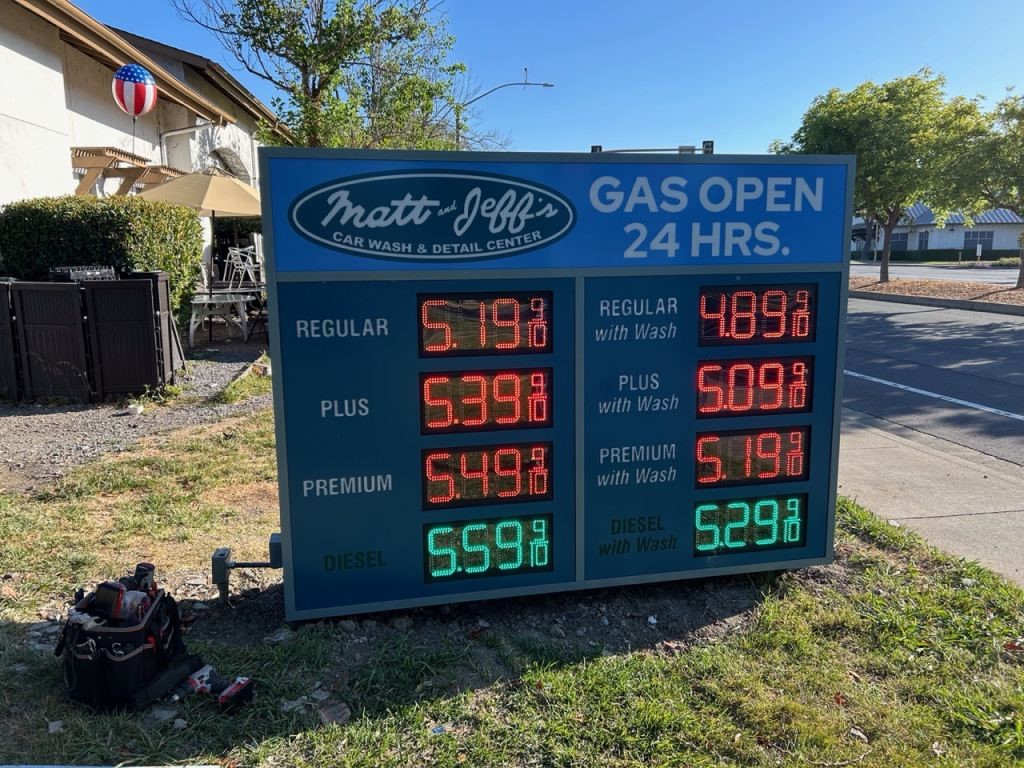 Matt and Jeff's
CAR WASH & DETAIL CENTER
GAS OPEN
24 HRS.
REGULAR 5.19 9/10
PLUS 5.39 9/10
PREMIUM 5.49 9/10
DIESEL 5.59 9/10
REGULAR
with Wash 4.89 9/10
PLUS
with Wash 5.09 9/10
PREMIUM
with Wash 5.19 9/10
DIESEL
with Wash 5.29 9/10